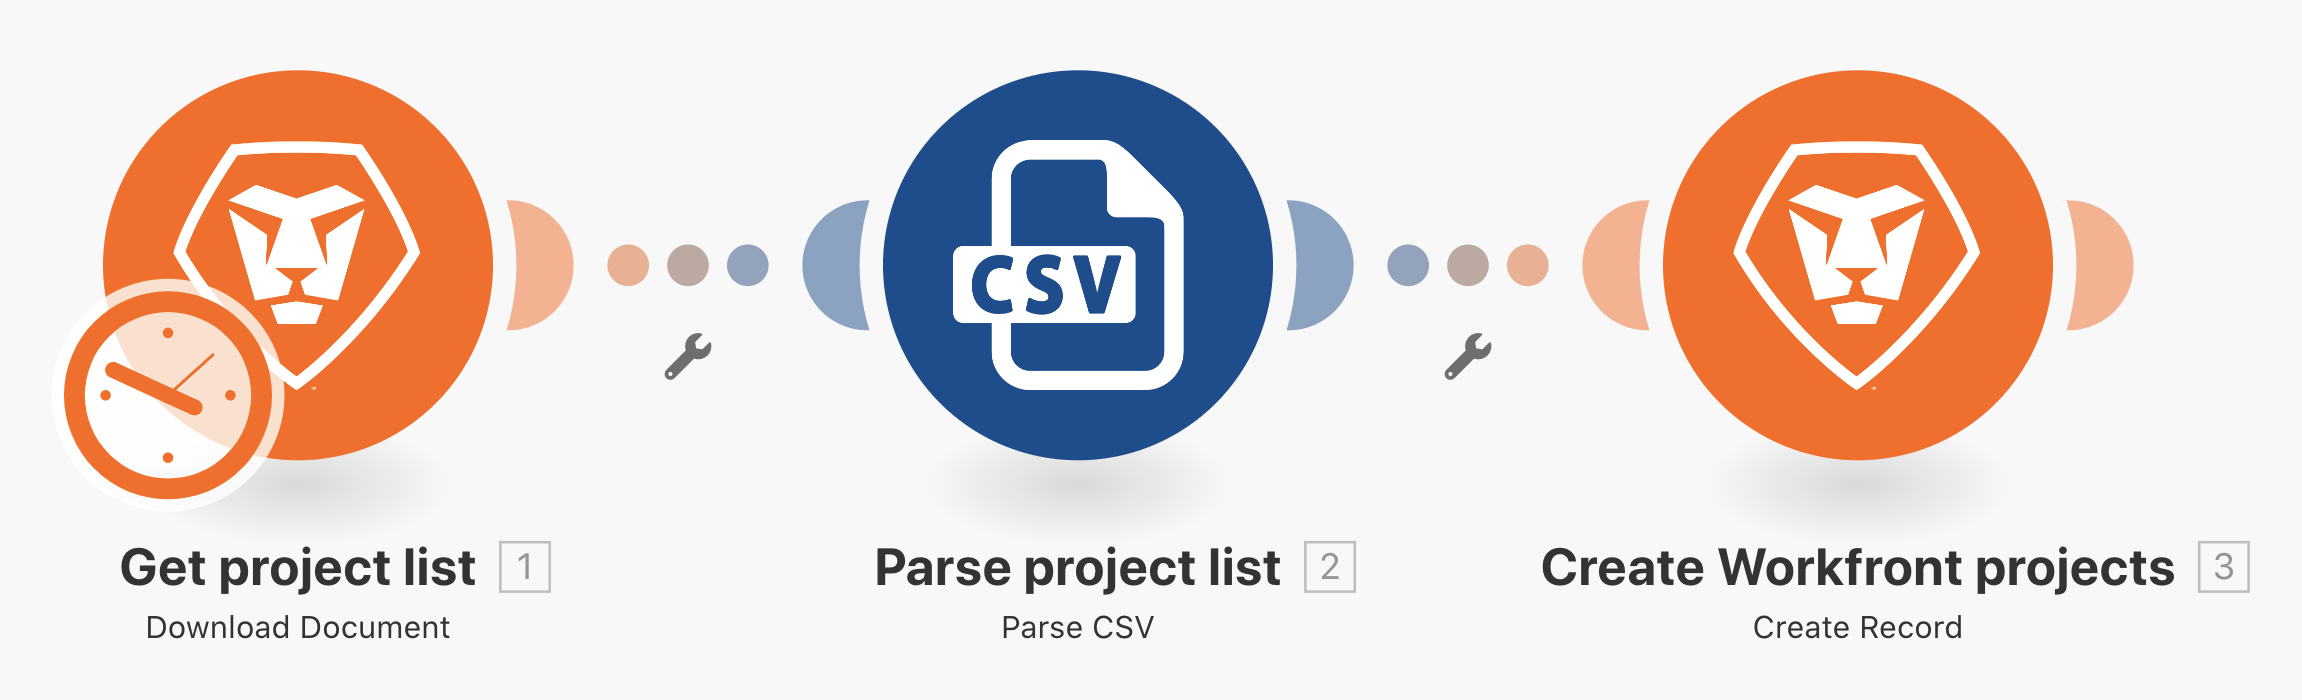 CSV
Get project list 1
Download Document
Parse project list 2
Parse CSV
Create Workfront projects 3
Create Record